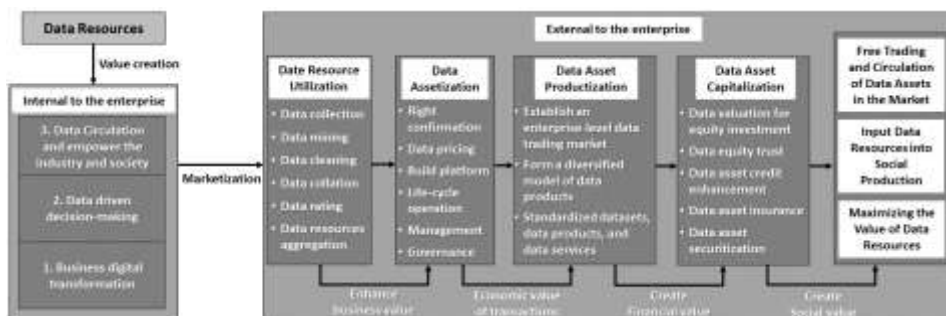 Data Resources
Value creation
Internal to the enterprise
3. Data Circulation and
empower the
industry and society
2. Data driven
decision-making
1. Business digital
transformation
Marketization
External to the enterprise
Date Resource
Utilization
• Data collection
• Data mining
• Data cleaning
• Data collation
• Data rating
• Data resources
aggregation
Data
Assetization
• Right
confirmation
• Data pricing
• Build platform
• Life-cycle
operation
• Management
• Governance
Data Asset
Productization
• Establish an
enterprise-level data
trading market
• Form a diversified
model of data
products
• Standardized datasets,
data products, and
data services
Data Asset
Capitalization
• Data valuation for
equity investment
• Data equity trust
• Data asset credit
enhancement
• Data asset insurance
• Data asset
securitization
Free Trading
and Circulation
of Data Assets
in the Market
Input Data
Resources into
Social
Production
Maximizing the
Value of Data
Resources
Enhance
business value
Economic value
of transactions
Create
Financial value
Create
Social value